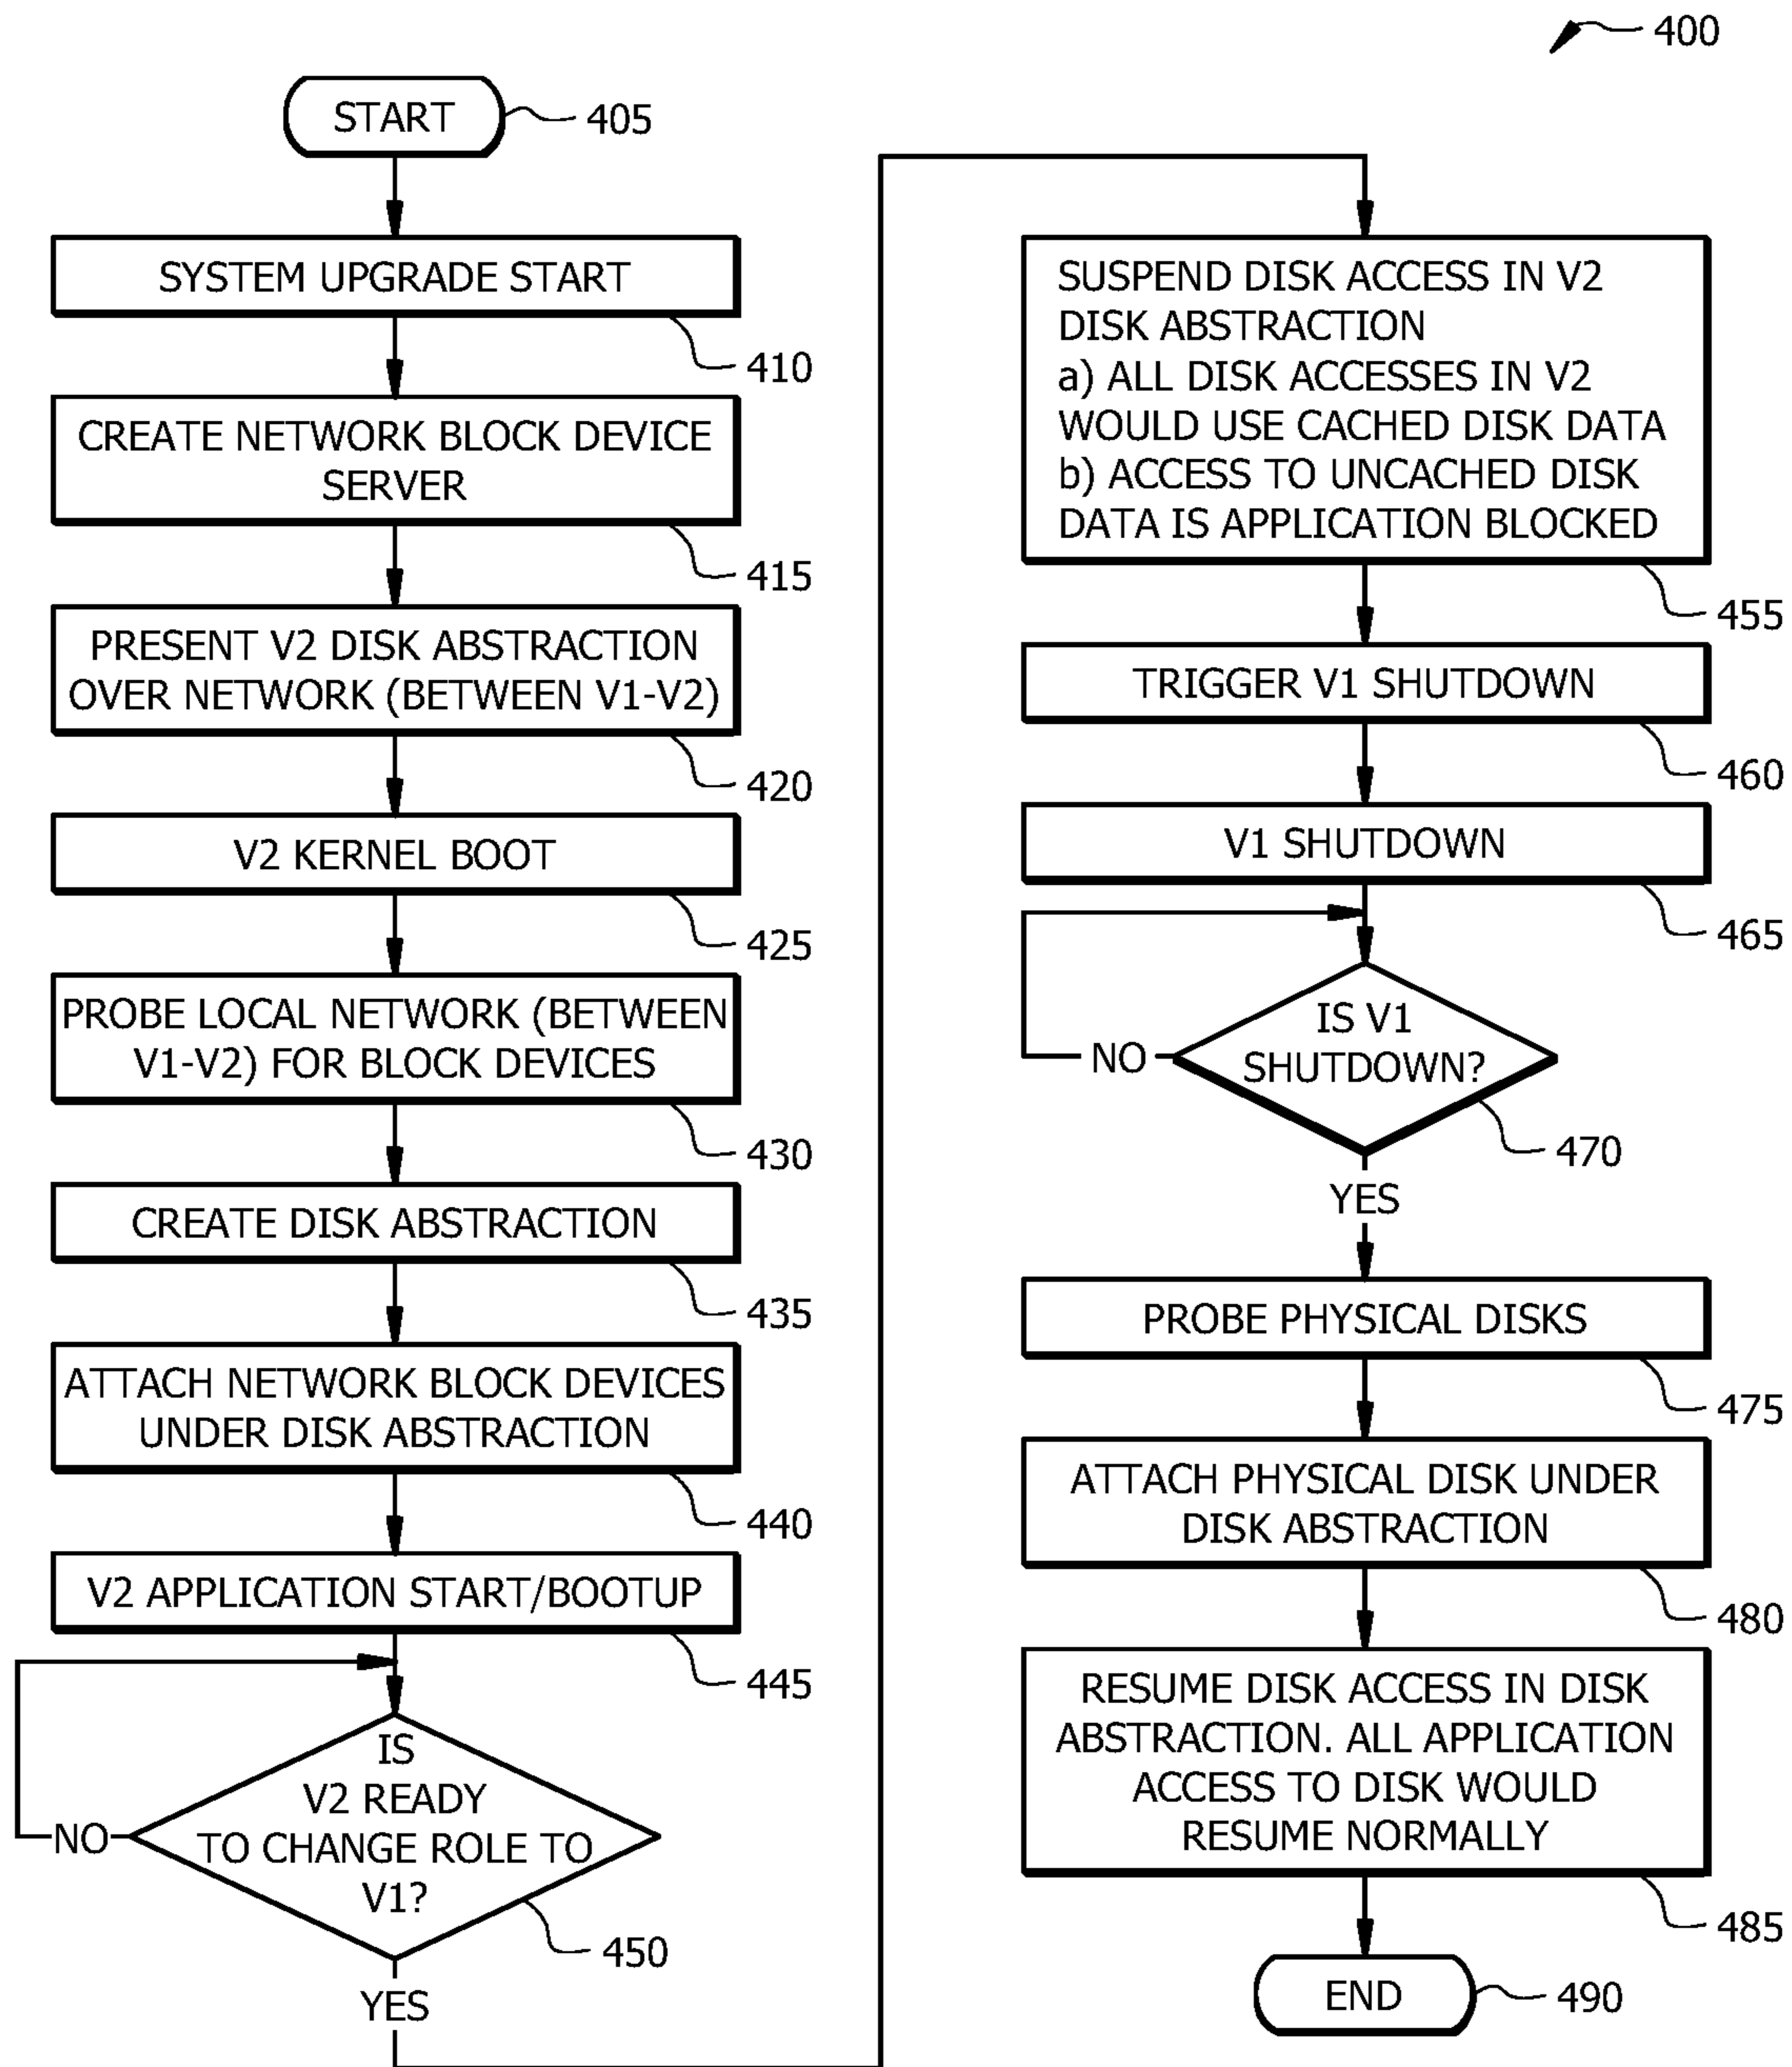 400
START
405
SYSTEM UPGRADE START
410
CREATE NETWORK BLOCK DEVICE
SERVER
415
PRESENT V2 DISK ABSTRACTION
OVER NETWORK (BETWEEN V1-V2)
420
V2 KERNEL BOOT
425
PROBE LOCAL NETWORK (BETWEEN
V1-V2) FOR BLOCK DEVICES
430
CREATE DISK ABSTRACTION
435
ATTACH NETWORK BLOCK DEVICES
UNDER DISK ABSTRACTION
440
V2 APPLICATION START/BOOTUP
445
IS
V2 READY
TO CHANGE ROLE TO
V1?
NO
450
YES
SUSPEND DISK ACCESS IN V2
DISK ABSTRACTION
a) ALL DISK ACCESSES IN V2
WOULD USE CACHED DISK DATA
b) ACCESS TO UNCACHED DISK
DATA IS APPLICATION BLOCKED
455
TRIGGER V1 SHUTDOWN
460
V1 SHUTDOWN
465
IS V1
SHUTDOWN?
NO
470
YES
PROBE PHYSICAL DISKS
475
ATTACH PHYSICAL DISK UNDER
DISK ABSTRACTION
480
RESUME DISK ACCESS IN DISK
ABSTRACTION. ALL APPLICATION
ACCESS TO DISK WOULD
RESUME NORMALLY
485
END
490